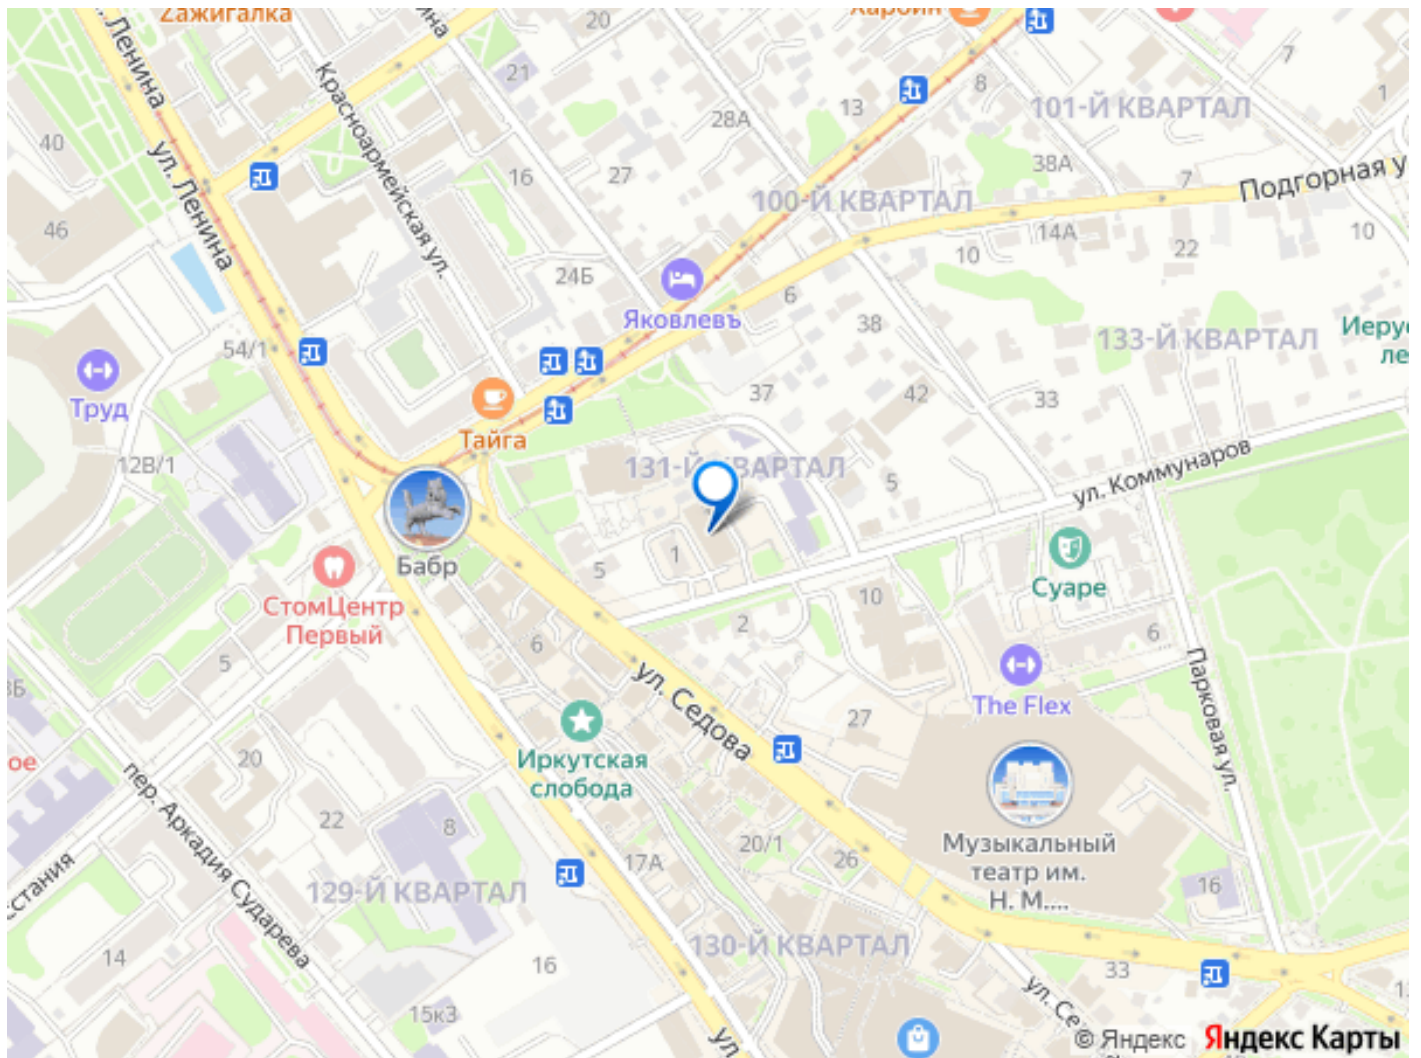 Zажигалка
Харбин
20
21
ул. Ленина
Красноармейская ул.
40
ул. Ленина
28А
13
8
101-Й КВАРТАЛ
7
1
46
16
27
38А
7
Подгорная у
100-Й КВАРТАЛ
24Б
10
14А
22
10
54/1
Яковлевъ
6
38
133-Й КВАРТАЛ
Иеру
ле
Труд
Тайга
37
42
33
12В/1
131-Й КВАРТАЛ
5
ул. Коммунаров
Бабр
5
1
Суаре
СтомЦентр
Первый
10
2
6
6
5
ул. Седова
The Flex
Парковая ул.
27
Иркутская
слобода
ое
20
пер. Аркадия Сударева
22
8
Музыкальный
театр им.
Н. М....
20/1
26
17А
стания
129-Й КВАРТАЛ
16
130-Й КВАРТАЛ
14
16
33
15к3
ул
ул. Се
© Яндекс Яндекс Карты